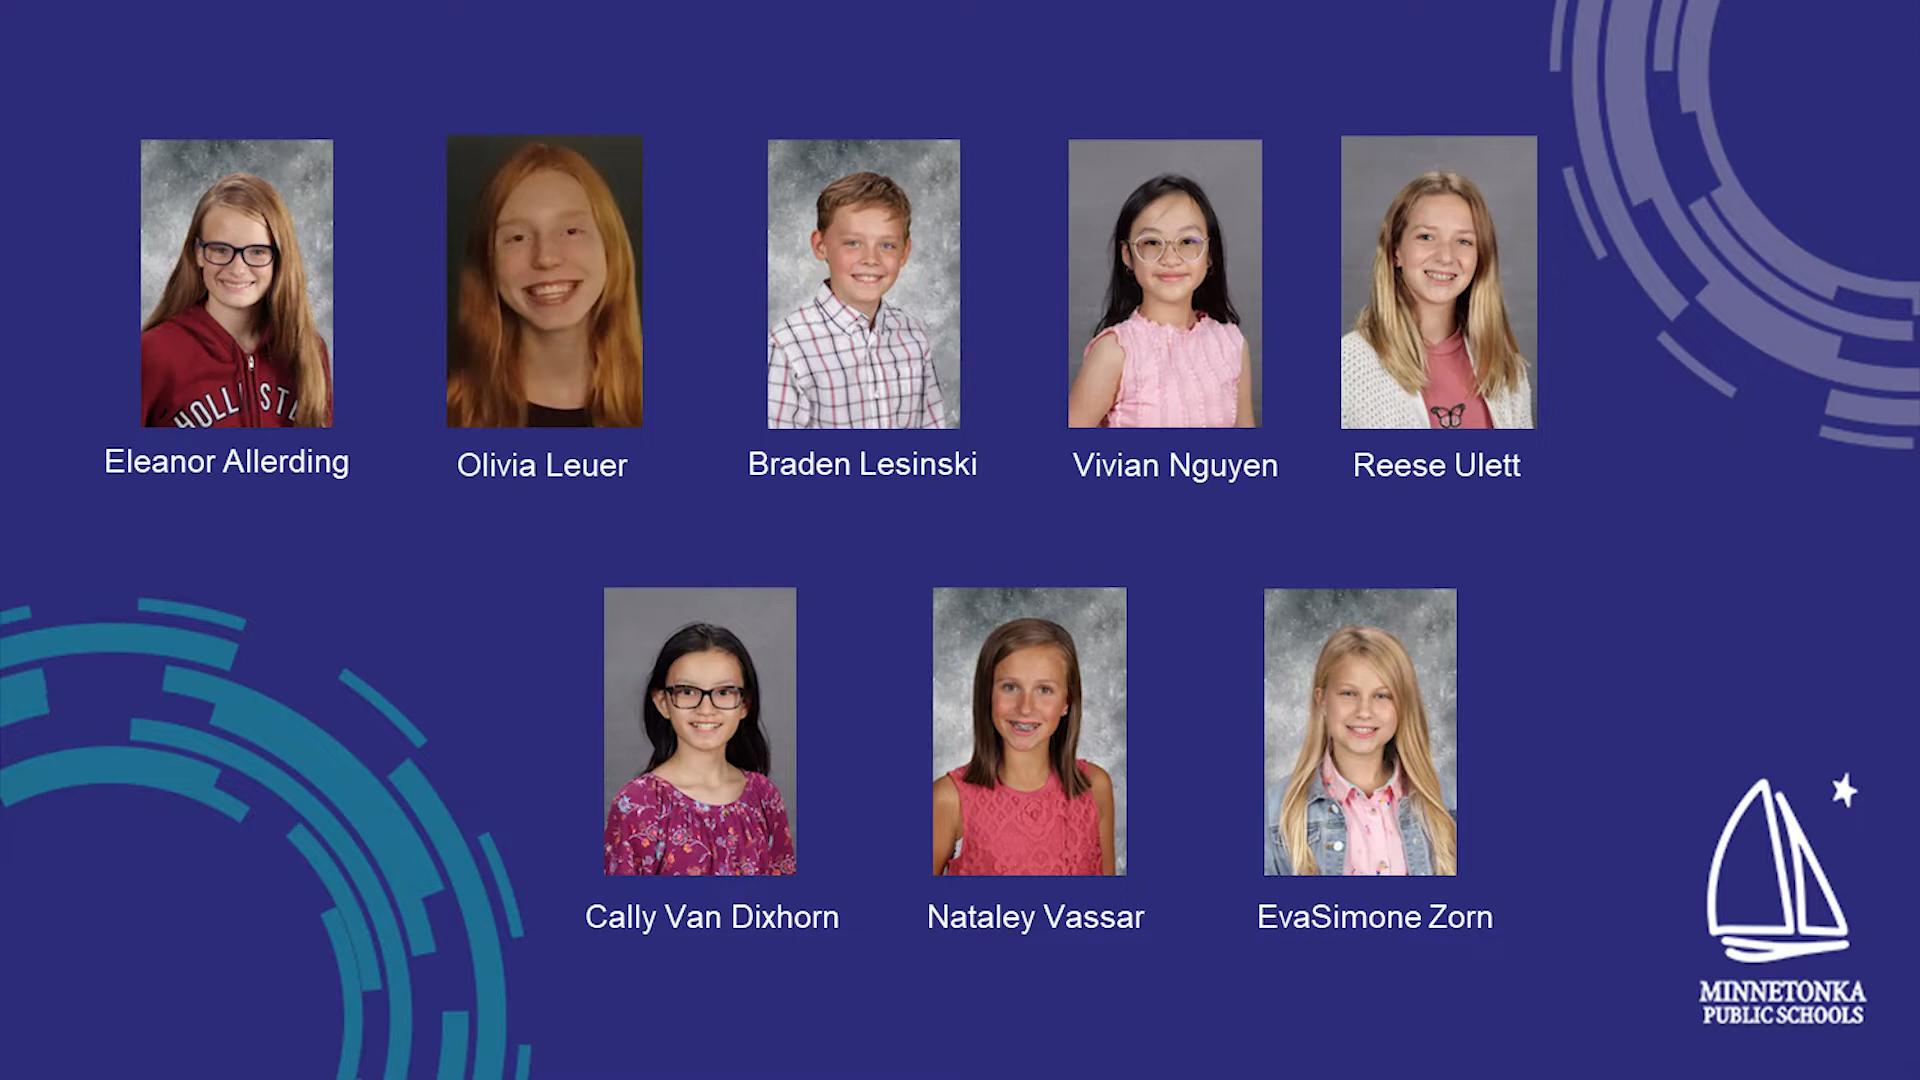 HOLLISTE
Eleanor Allerding
Olivia Leuer
Braden Lesinski
Vivian Nguyen
Reese Ulett
Cally Van Dixhorn
Nataley Vassar
EvaSimone Zorn
MINNETONKA
PUBLIC SCHOOLS